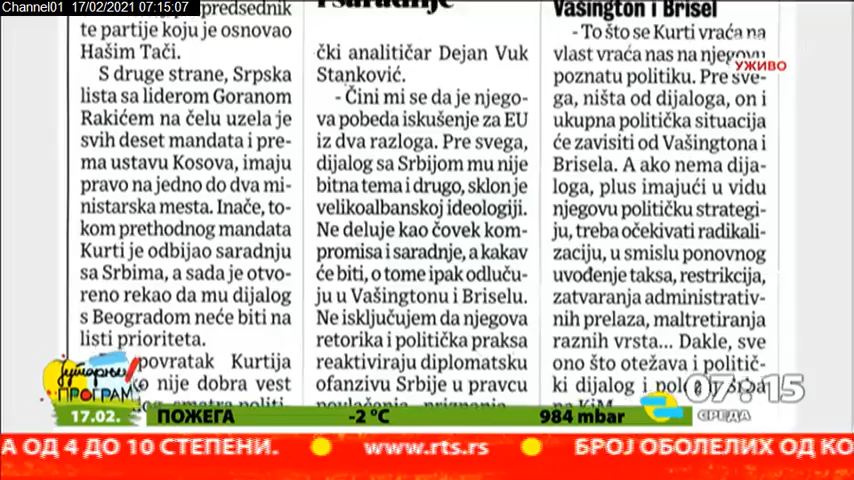 Channel01 17/02/2021 07:15:07
predsednik
te partije koju je osnovao
Hašim Tači.
S druge strane, Srpska
lista sa liderom Goranom
Rakićem na čelu uzela je
svih deset mandata i pre-
ma ustavu Kosova, imaju
pravo na jedno do dva mi-
nistarska mesta. Inače, to-
kom prethodnog mandata
Kurti je odbijao saradnju
sa Srbima, a sada je otvo-
reno rekao da mu dijalog
s Beogradom neće biti na
listi prioriteta.
povratak Kurtija
nije dobra vest
i saradnje
čki analitičar Dejan Vuk
Stanković.
- Čini mi se da je njego-
va pobeda iskušenje za EU
iz dva razloga. Pre svega,
dijalog sa Srbijom mu nije
bitna tema i drugo, sklon je
velikoalbanskoj ideologiji.
Ne deluje kao čovek kom-
promisa i saradnje, a kakav
će biti, o tome ipak odluču-
ju u Vašingtonu i Briselu.
Ne isključujem da njegova
retorika i politička praksa
reaktiviraju diplomatsku
ofanzivu Srbije u pravcu
povlačenja priznanja
Vašington i Brisel
- To što se Kurti vraća na
vlast vraća nas na njegovu
poznatu politiku. Pre sve-
ga, ništa od dijaloga, on i
ukupna politička situacija
će zavisiti od Vašingtona i
Brisela. A ako nema dija-
loga, plus imajući u vidu
njegovu političku strategi-
ju, treba očekivati radikali-
zaciju, u smislu ponovnog
uvođenje taksa, restrikcija,
zatvaranja administrativ-
nih prelaza, maltretiranja
raznih vrsta... Dakle, sve
ono što otežava i politič-
ki dijalog i
na KiM
УЖИВО
Јутарњи
ПРОГРАМ
07:15
СРЕДА
17.02. ПОЖЕГА -2 °C 984 mbar
А ОД 4 ДО 10 СТЕПЕНИ. www.rts.rs БРОЈ ОБОЛЕЛИХ ОД КО